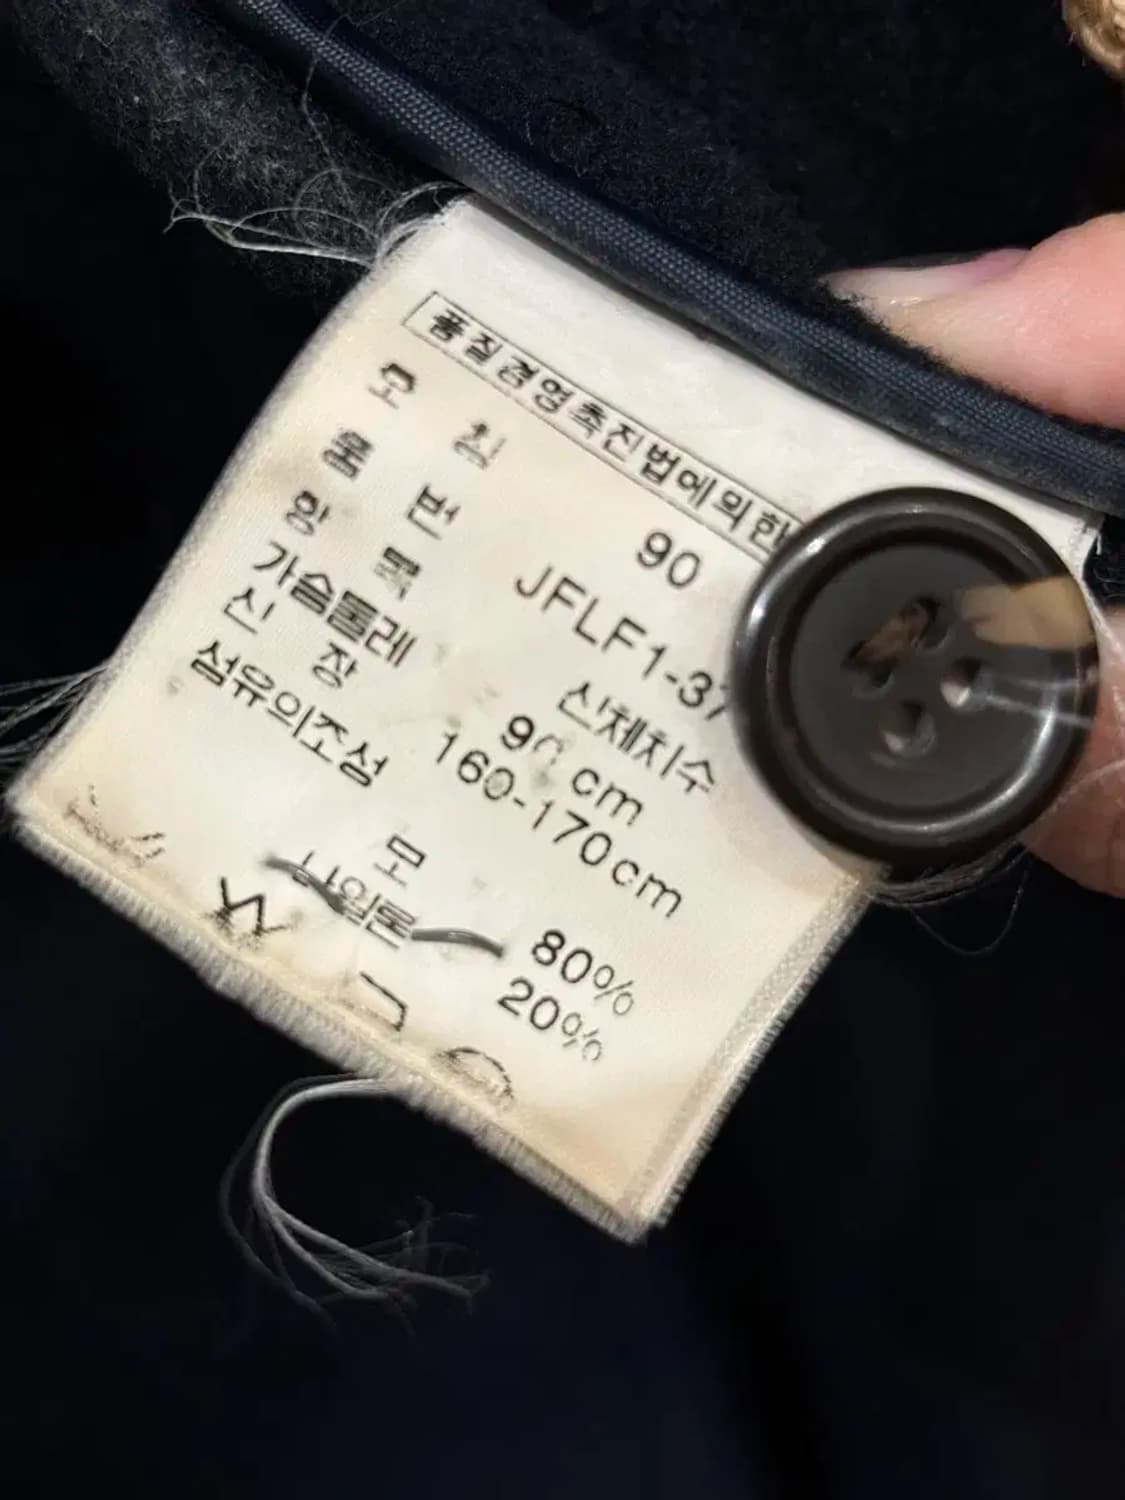 품질경영촉진법에의한
호 칭 90
품 번 JFLF1-37
항 목 신체치수
가슴둘레 90 cm
신 장 160-170cm
섬유의조성
모 80%
나일론 20%